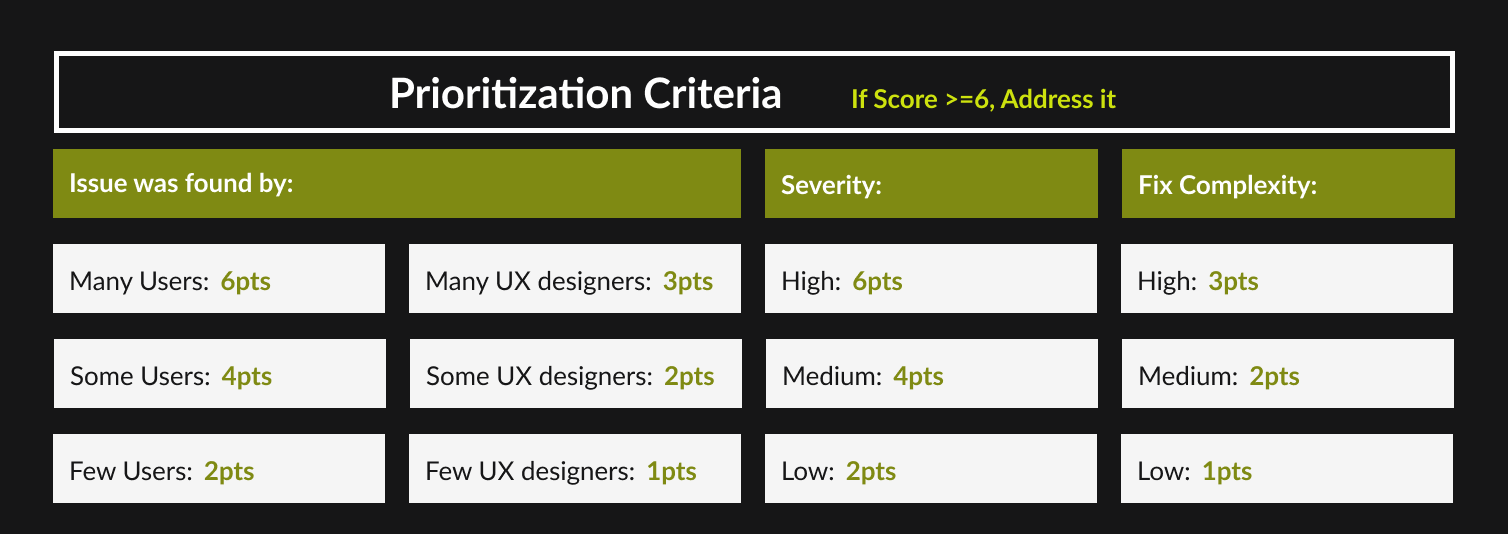 Prioritization Criteria If Score >=6, Address it
Issue was found by: Severity: Fix Complexity:
Many Users: 6pts Many UX designers: 3pts High: 6pts High: 3pts
Some Users: 4pts Some UX designers: 2pts Medium: 4pts Medium: 2pts
Few Users: 2pts Few UX designers: 1pts Low: 2pts Low: 1pts